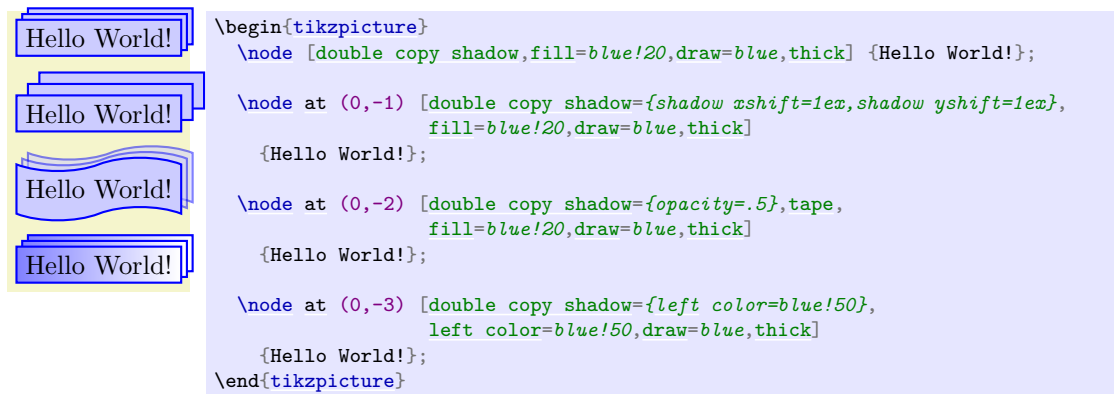 Hello World!
Hello World!
Hello World!
Hello World!
\begin{tikzpicture}
  \node [double copy shadow,fill=blue!20,draw=blue,thick] {Hello World!};
  \node at (0,-1) [double copy shadow={shadow xshift=1ex,shadow yshift=1ex},
                   fill=blue!20,draw=blue,thick]
    {Hello World!};
  \node at (0,-2) [double copy shadow={opacity=.5},tape,
                   fill=blue!20,draw=blue,thick]
    {Hello World!};
  \node at (0,-3) [double copy shadow={left color=blue!50},
                   left color=blue!50,draw=blue,thick]
    {Hello World!};
\end{tikzpicture}